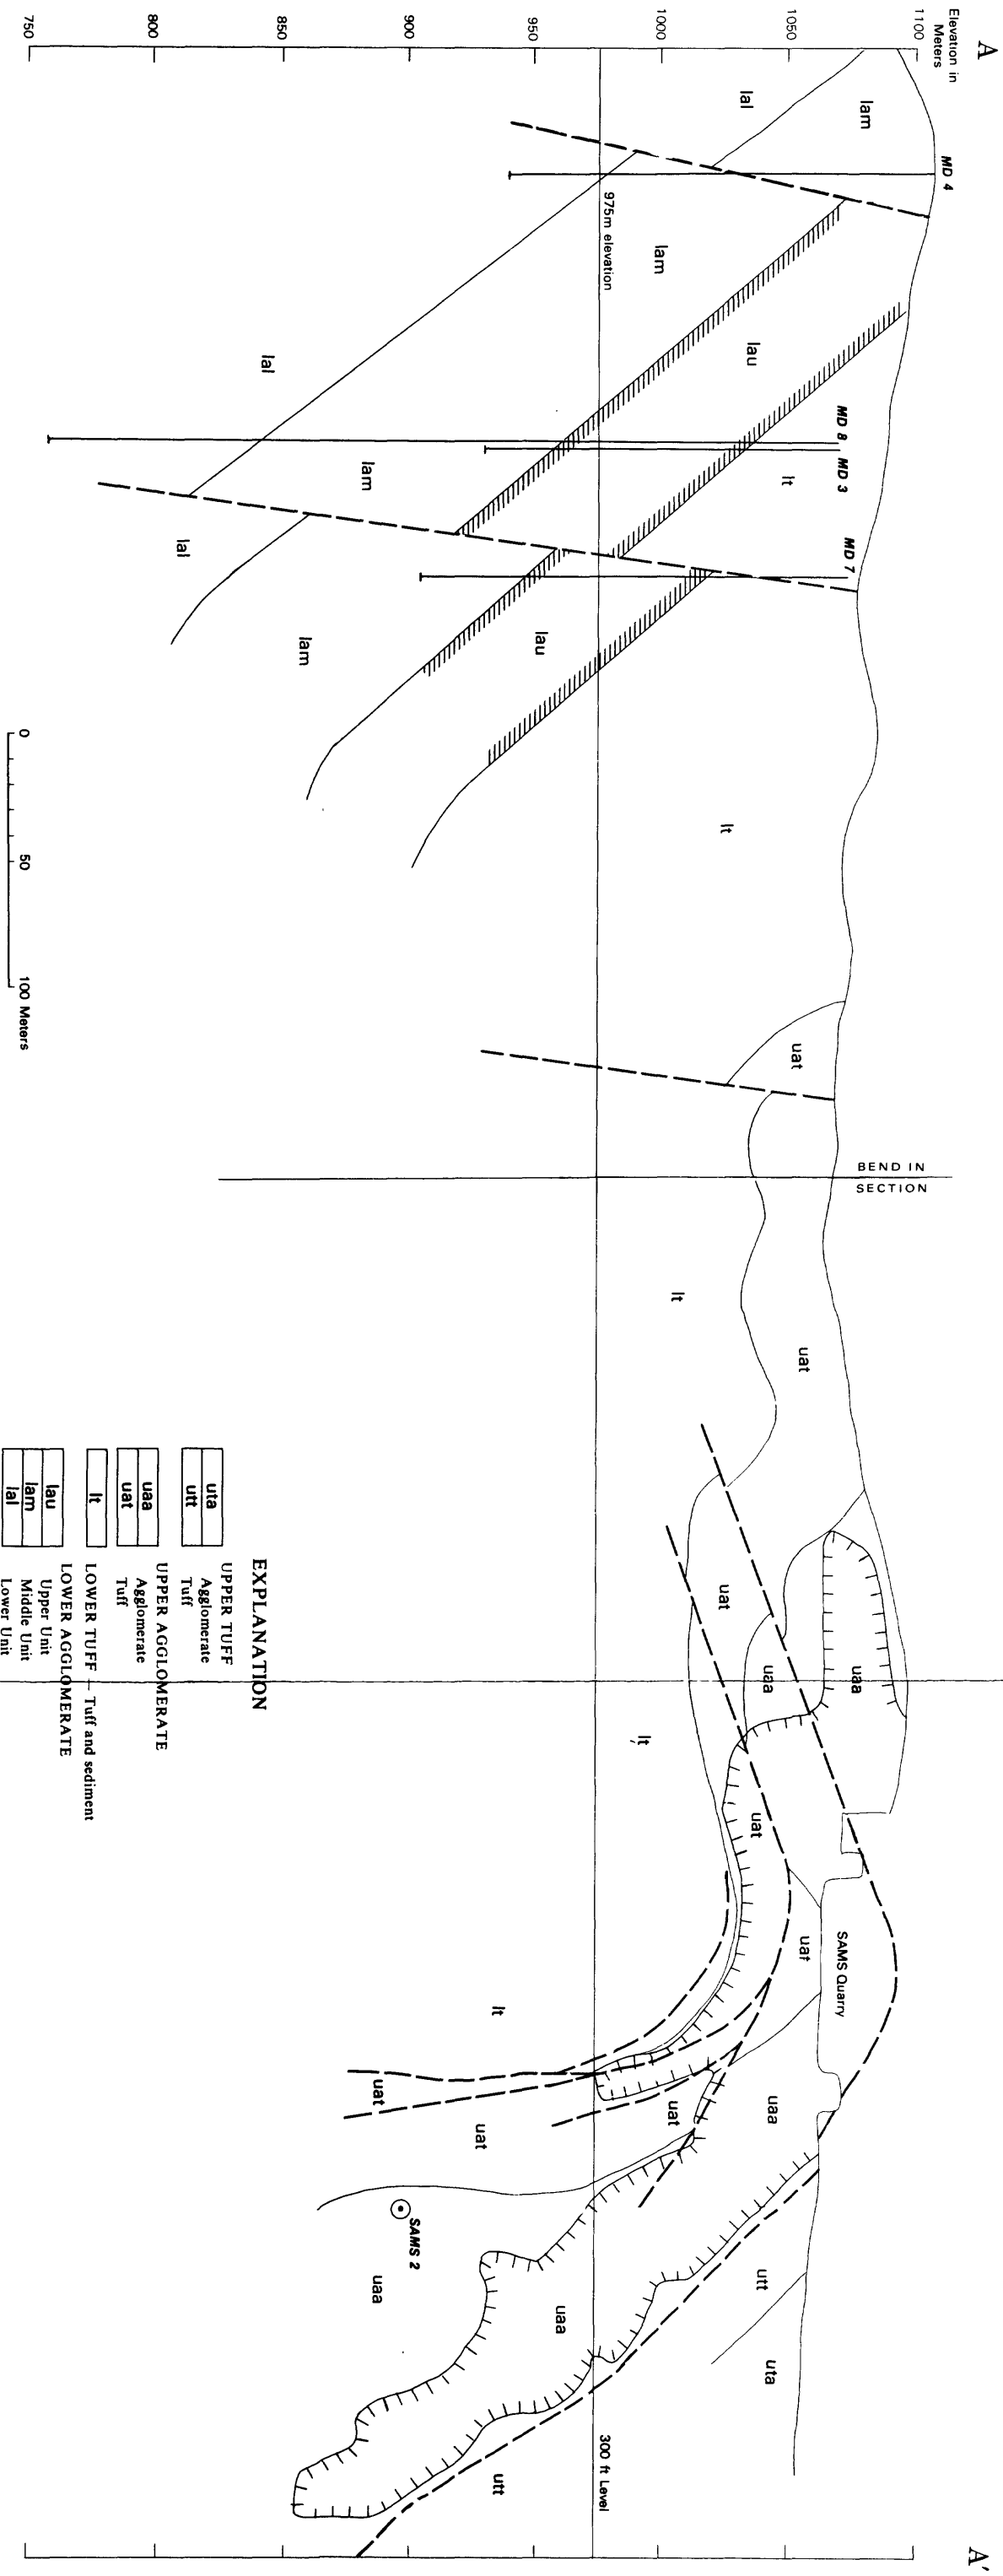 A
A'
Elevation in
Meters
1100
1050
1000
950
900
850
800
750
MD 4
MD 8
MD 3
MD 7
lam
lal
975m elevation
lam
lau
lal
lam
lt
lal
lam
lau
lt
uat
BEND IN
SECTION
lt
uat
uat
uaa
uaa
lt
uat
uat
SAMS Quarry
lt
uat
uat
uat
uaa
SAMS 2
uaa
uaa
utt
uta
300 ft Level
utt
0
50
100 Meters
EXPLANATION
uta
utt
UPPER TUFF
Agglomerate
Tuff
uaa
uat
UPPER AGGLOMERATE
Agglomerate
Tuff
lt
LOWER TUFF — Tuff and sediment
lau
lam
lal
LOWER AGGLOMERATE
Upper Unit
Middle Unit
Lower Unit